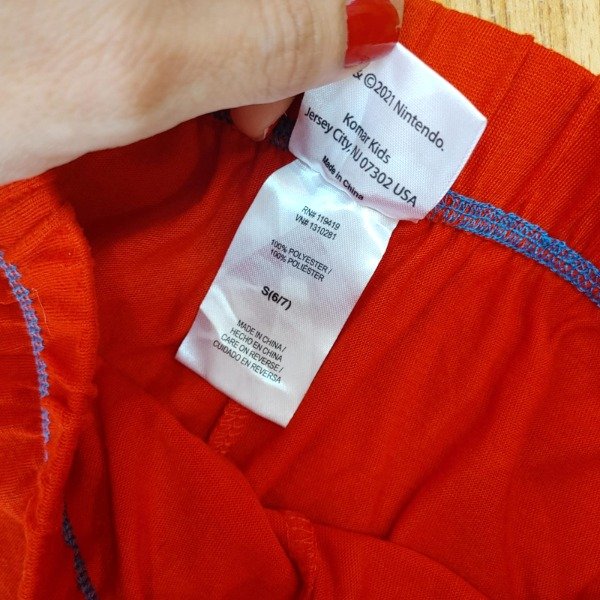 & ©2021 Nintendo.
Komar Kids
Jersey City, NJ 07302 USA
Made in China
RN# 119419
VN# 1310281
100% POLYESTER /
100% POLIÉSTER
S(6/7)
MADE IN CHINA /
HECHO EN CHINA
CARE ON REVERSE /
CUIDADO EN REVERSA